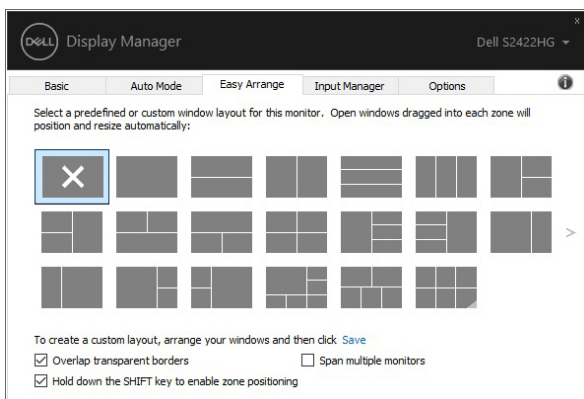 DELL Display Manager
Dell S2422HG
Basic Auto Mode Easy Arrange Input Manager Options
Select a predefined or custom window layout for this monitor. Open windows dragged into each zone will
position and resize automatically:
To create a custom layout, arrange your windows and then click Save
Overlap transparent borders Span multiple monitors
Hold down the SHIFT key to enable zone positioning